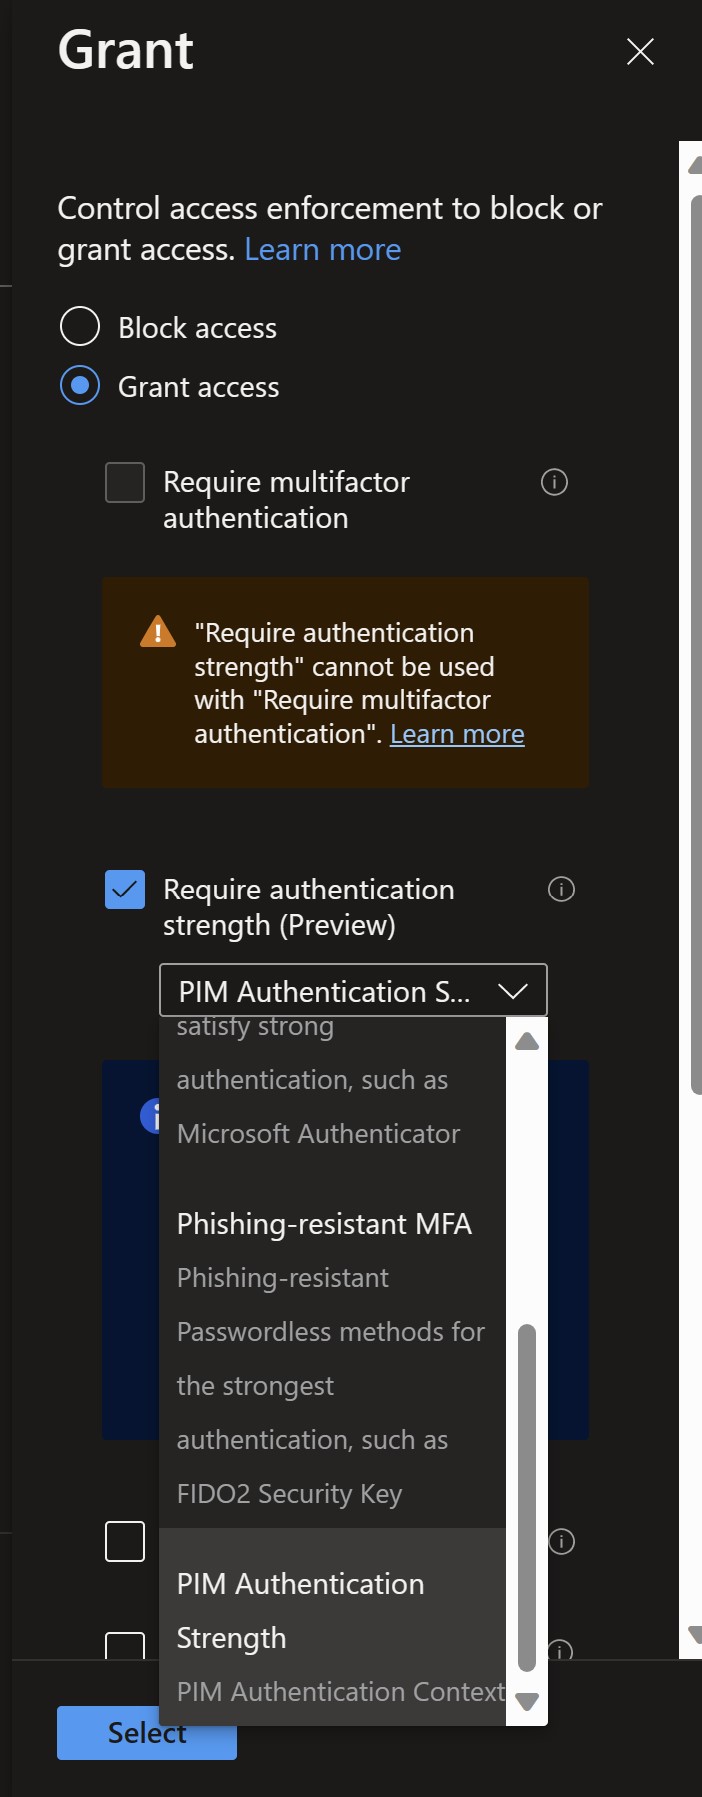 Grant
Control access enforcement to block or
grant access. Learn more
Block access
Grant access
Require multifactor
authentication
"Require authentication
strength" cannot be used
with "Require multifactor
authentication". Learn more
Require authentication
strength (Preview)
PIM Authentication S...
satisfy strong
authentication, such as
Microsoft Authenticator
Phishing-resistant MFA
Phishing-resistant
Passwordless methods for
the strongest
authentication, such as
FIDO2 Security Key
PIM Authentication
Strength
PIM Authentication Context
Select